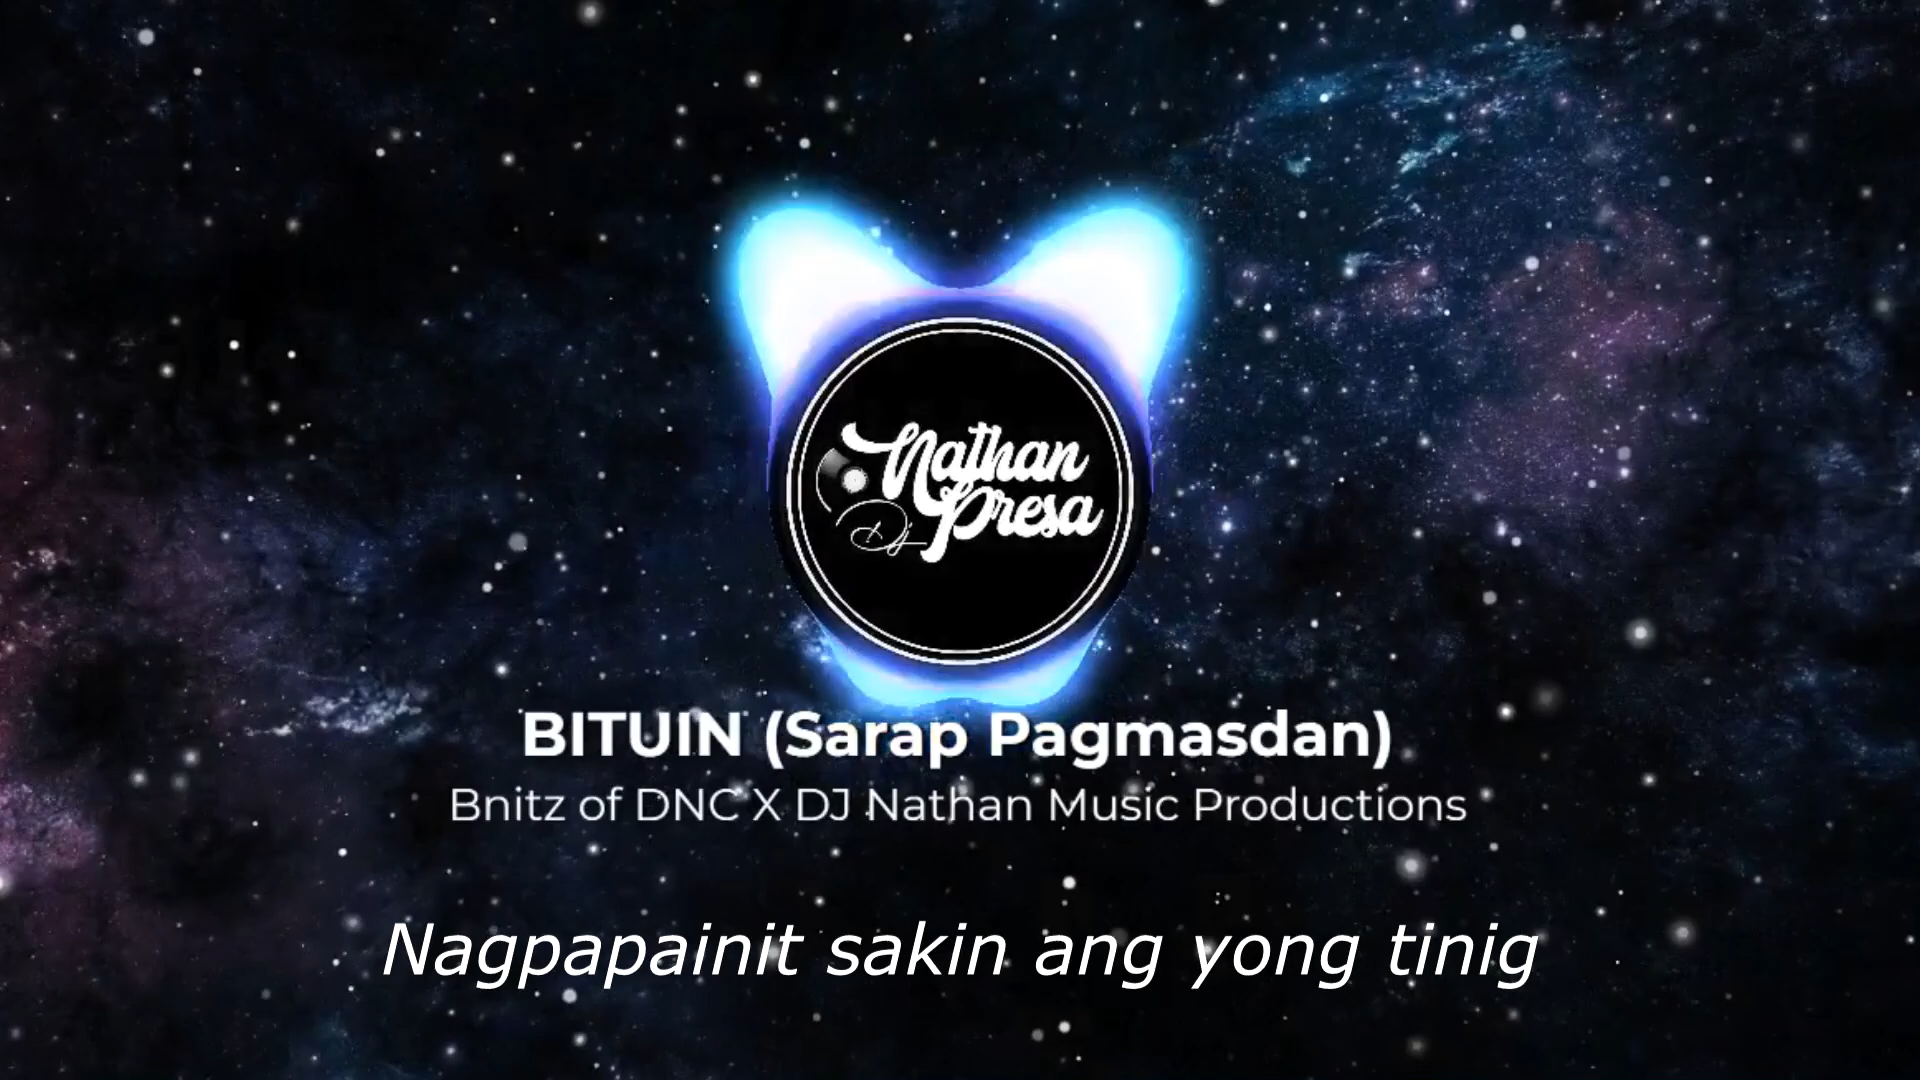 Nathan
Dj Presa
BITUIN (Sarap Pagmasdan)
Bnitz of DNC X DJ Nathan Music Productions
Nagpapainit sakin ang yong tinig